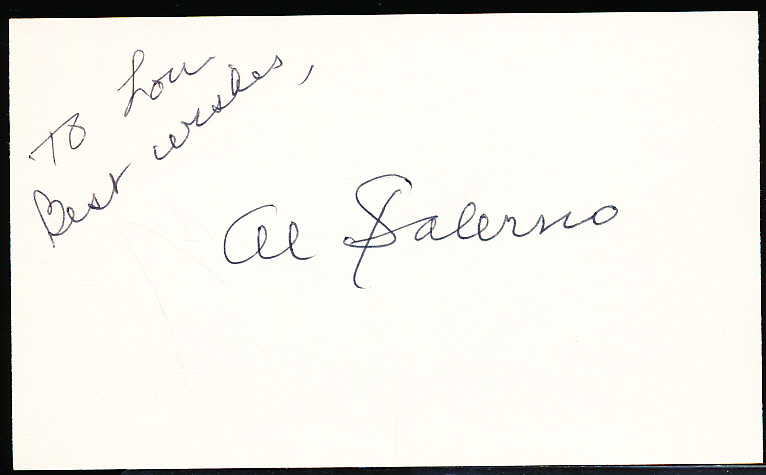 To Lou
Best wishes,
Al Salerno